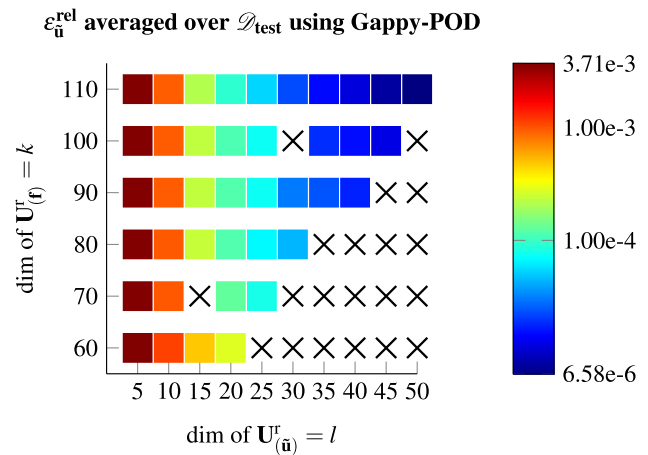 ε_ũ^rel averaged over 𝒟_test using Gappy-POD
3.71e-3
1.00e-3
1.00e-4
6.58e-6
dim of U^r_(f) = k
110
100
90
80
70
60
5 10 15 20 25 30 35 40 45 50
dim of U^r_(ũ) = l